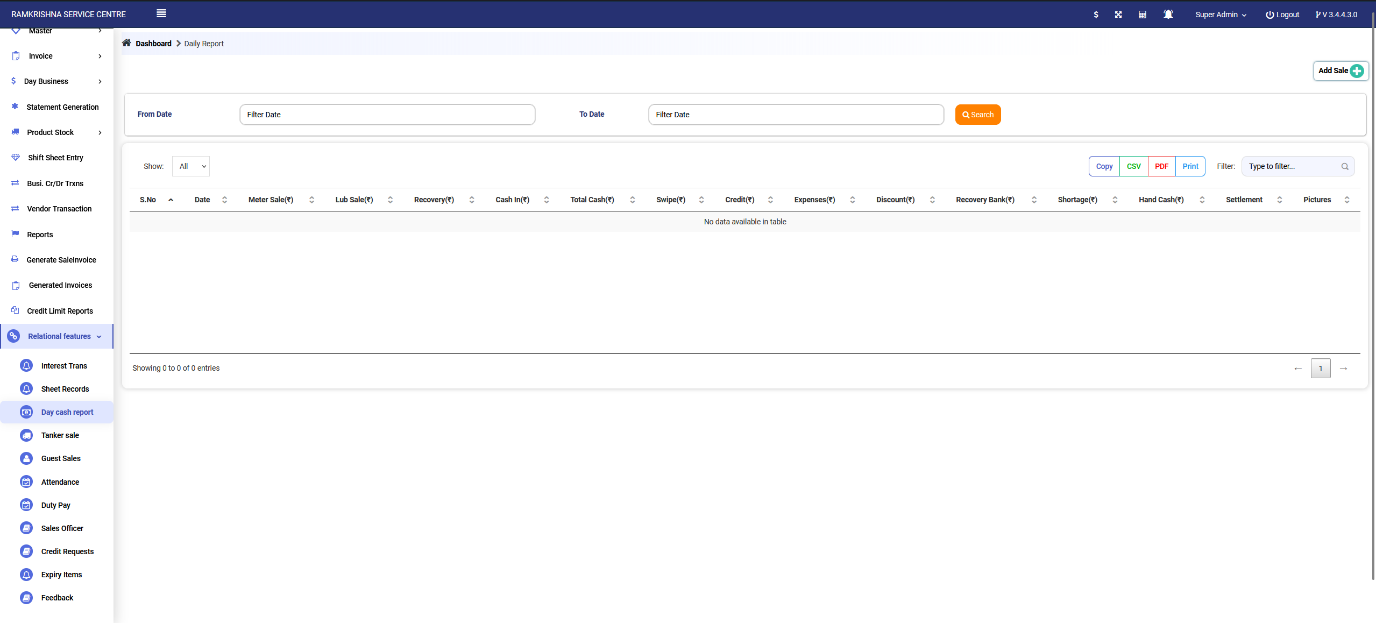 RAMKRISHNA SERVICE CENTRE
Super Admin
Logout
V 3.4.4.3.0
Master
Invoice
Day Business
Statement Generation
Product Stock
Shift Sheet Entry
Busi. Cr/Dr Trxns
Vendor Transaction
Reports
Generate SaleInvoice
Generated Invoices
Credit Limit Reports
Relational features
Interest Trans
Sheet Records
Day cash report
Tanker sale
Guest Sales
Attendance
Duty Pay
Sales Officer
Credit Requests
Expiry Items
Feedback
Dashboard > Daily Report
Add Sale
From Date Filter Date To Date Filter Date Search
Show: All Copy CSV PDF Print Filter: Type to filter...
S.No Date Meter Sale(₹) Lub Sale(₹) Recovery(₹) Cash In(₹) Total Cash(₹) Swipe(₹) Credit(₹) Expenses(₹) Discount(₹) Recovery Bank(₹) Shortage(₹) Hand Cash(₹) Settlement Pictures
No data available in table
Showing 0 to 0 of 0 entries ← 1 →